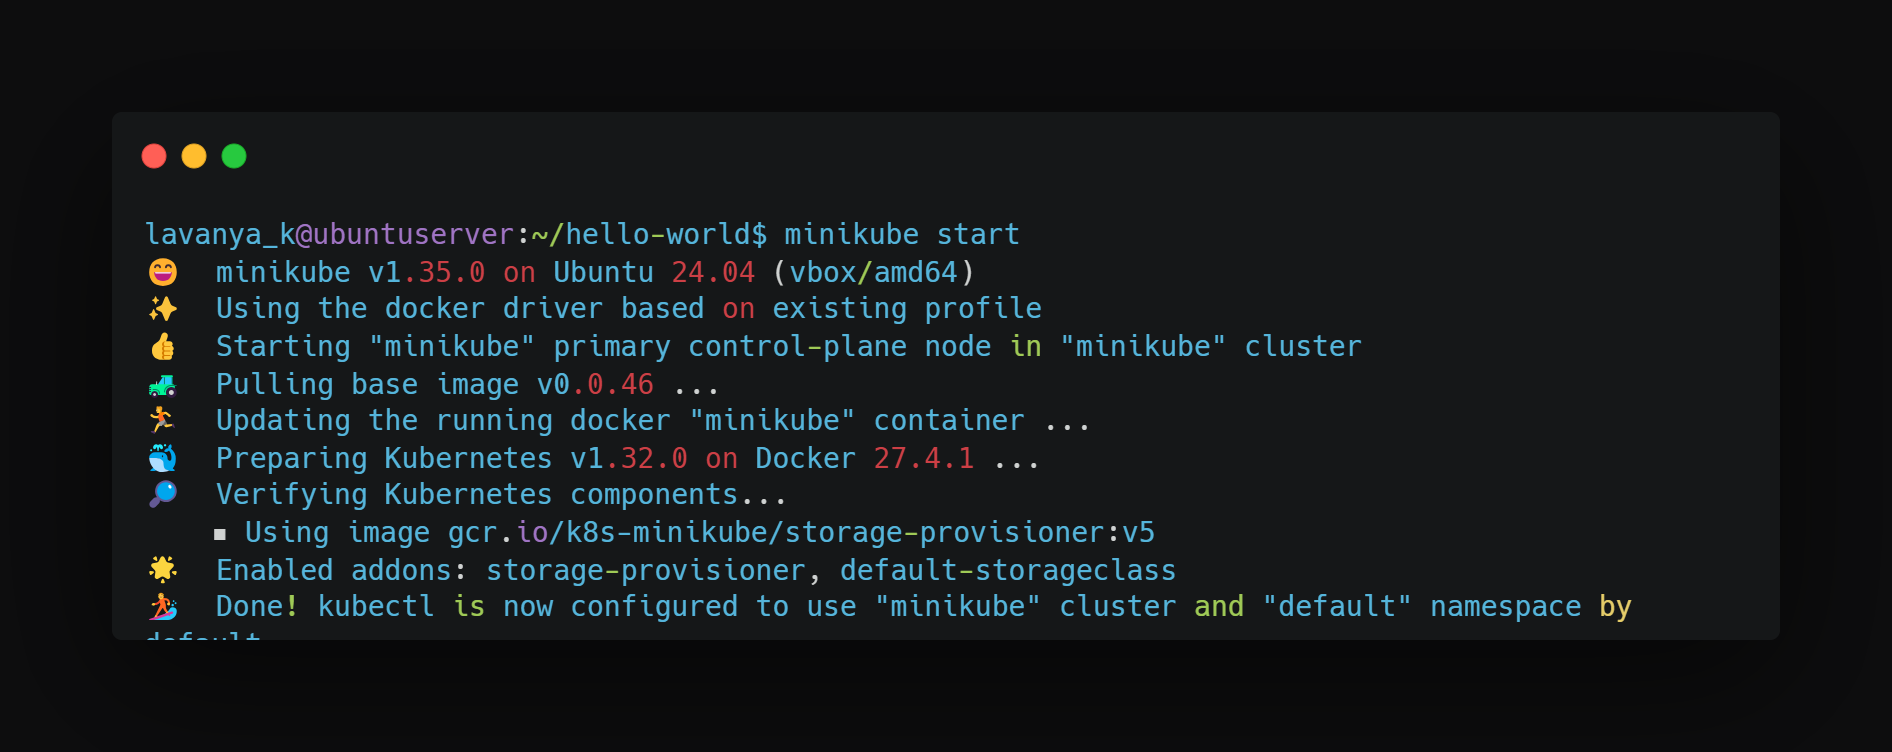 lavanya_k@ubuntuserver:~/hello-world$ minikube start
😄 minikube v1.35.0 on Ubuntu 24.04 (vbox/amd64)
✨ Using the docker driver based on existing profile
👍 Starting "minikube" primary control-plane node in "minikube" cluster
🚜 Pulling base image v0.0.46 ...
🏃 Updating the running docker "minikube" container ...
🐳 Preparing Kubernetes v1.32.0 on Docker 27.4.1 ...
🔎 Verifying Kubernetes components...
▪ Using image gcr.io/k8s-minikube/storage-provisioner:v5
🌟 Enabled addons: storage-provisioner, default-storageclass
🏄 Done! kubectl is now configured to use "minikube" cluster and "default" namespace by
default